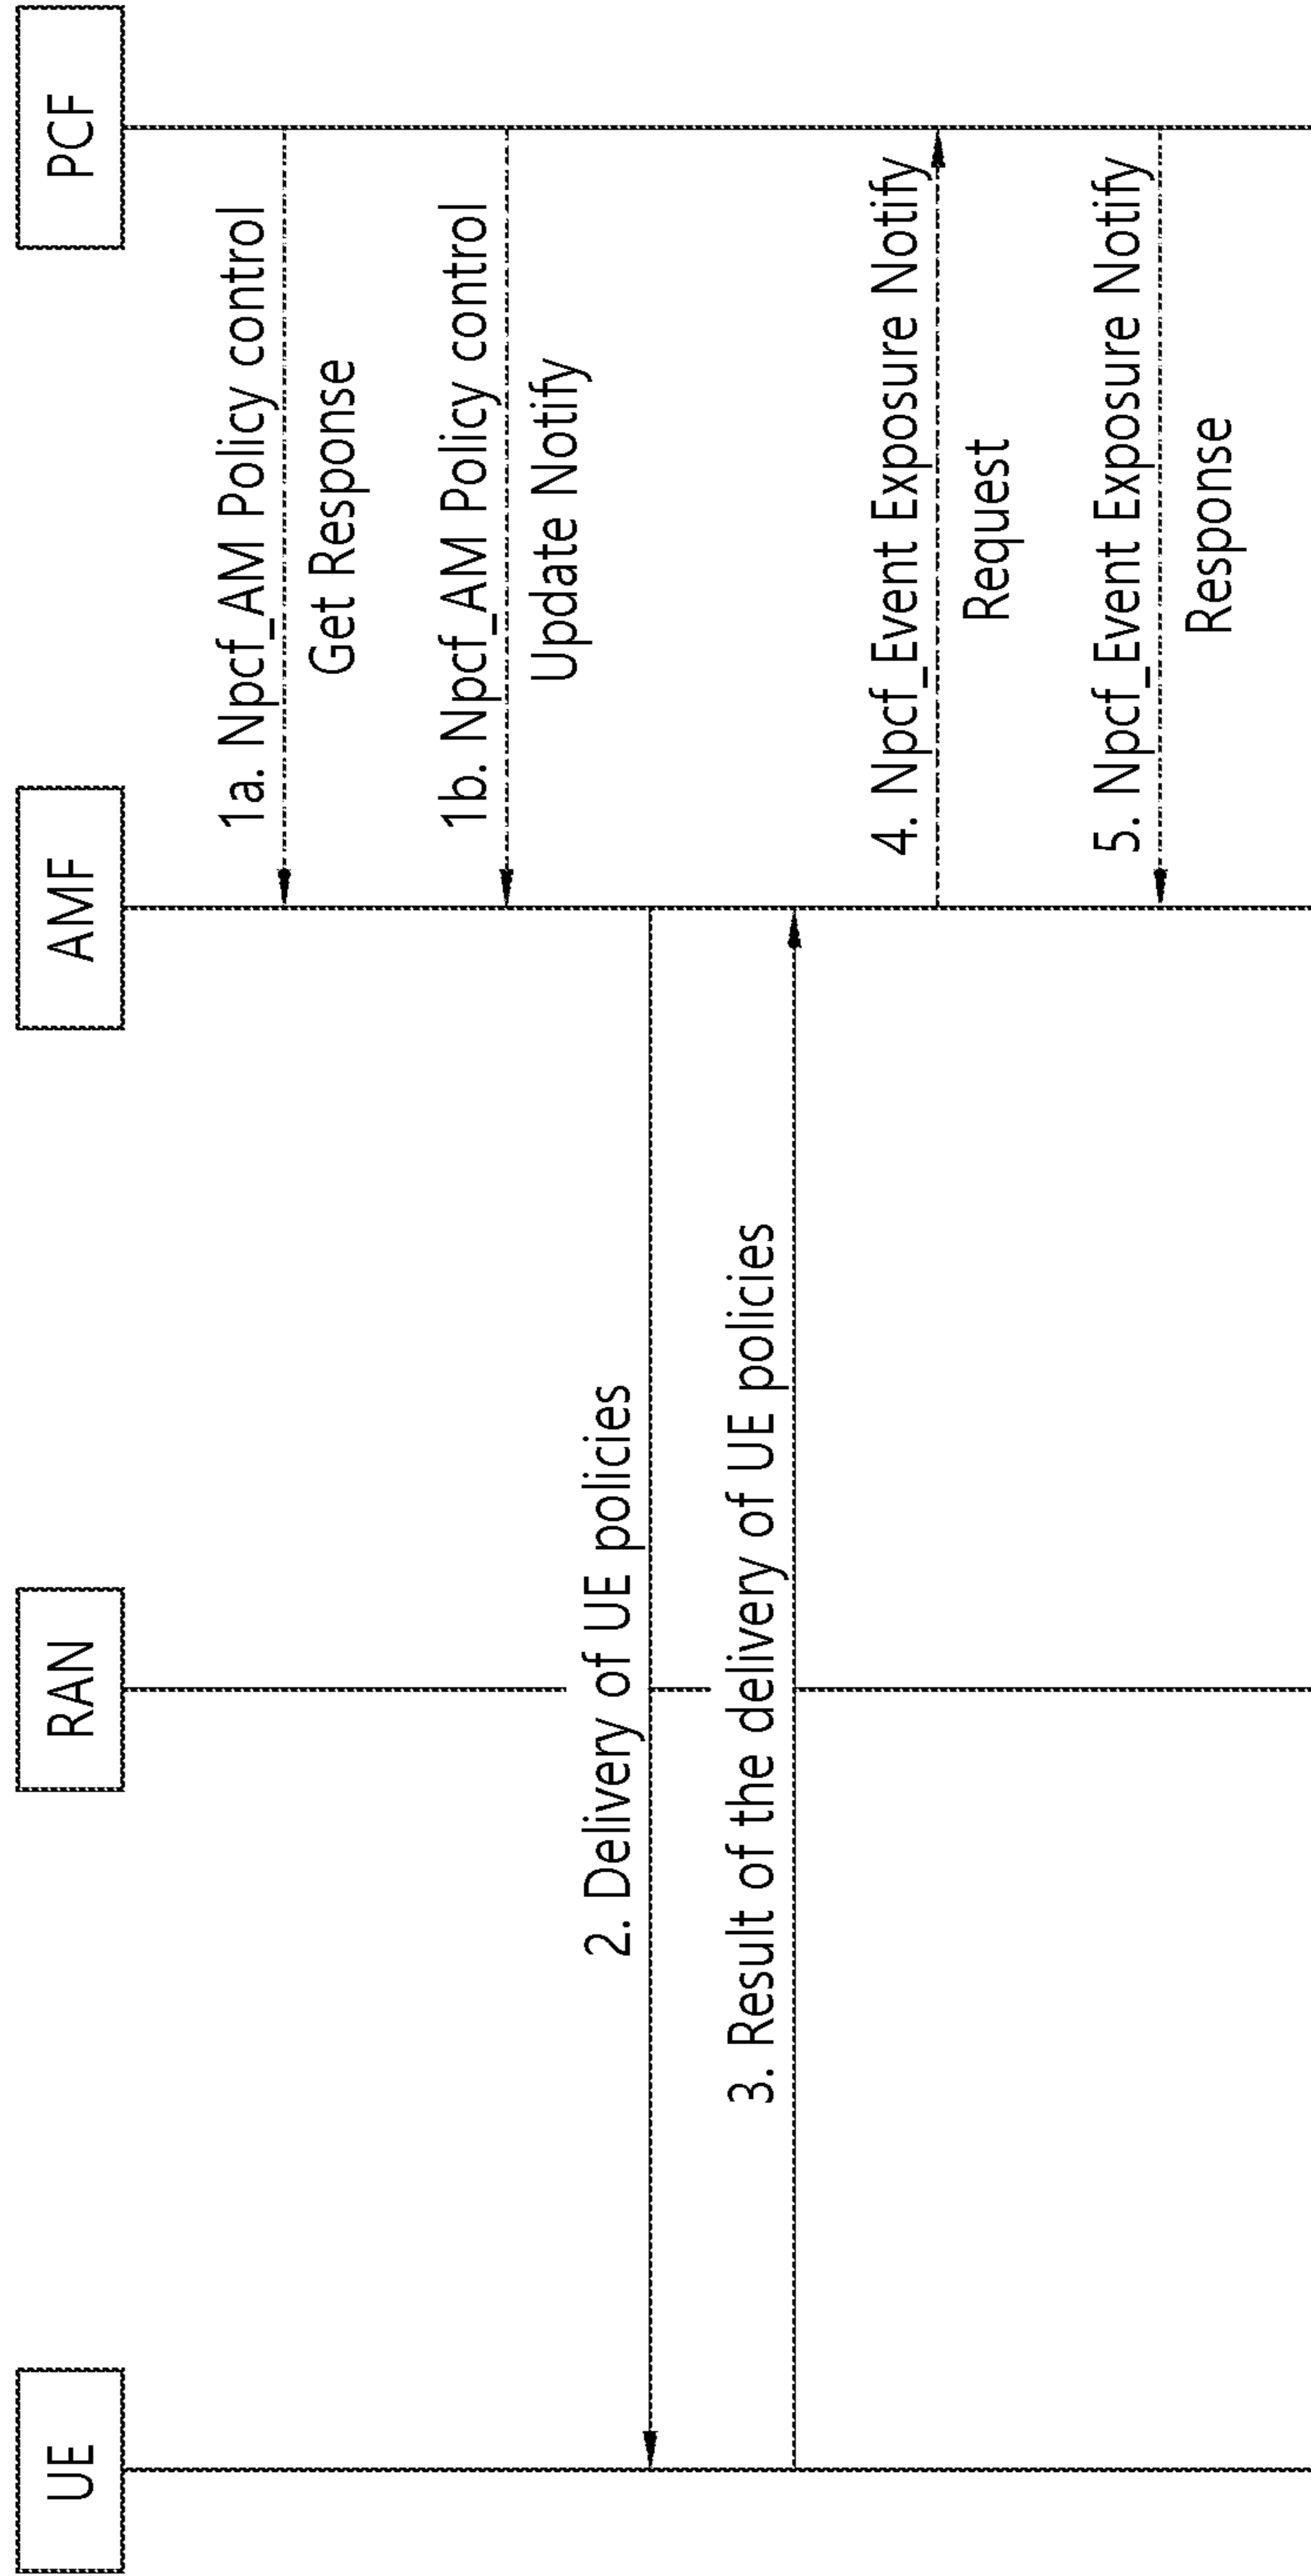 UE
RAN
AMF
PCF
1a. Npcf_AM Policy control
Get Response
1b. Npcf_AM Policy control
Update Notify
2. Delivery of UE policies
3. Result of the delivery of UE policies
4. Npcf_Event Exposure Notify
Request
5. Npcf_Event Exposure Notify
Response